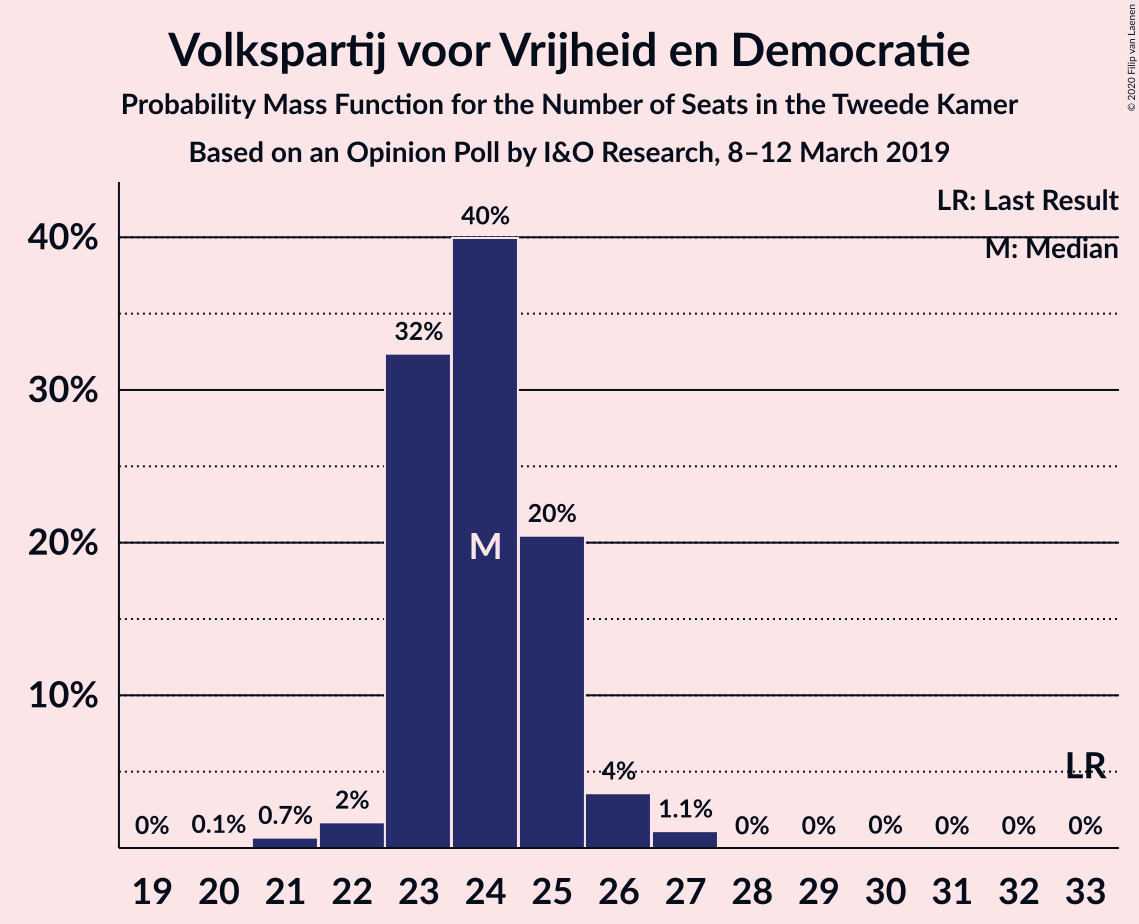 Volkspartij voor Vrijheid en Democratie
Probability Mass Function for the Number of Seats in the Tweede Kamer
Based on an Opinion Poll by I&O Research, 8–12 March 2019
© 2020 Filip van Laenen
LR: Last Result
M: Median
40%
30%
20%
10%
0% 0.1% 0.7% 2% 32% 40% 20% 4% 1.1% 0% 0% 0% 0% 0% 0%
M
LR
19 20 21 22 23 24 25 26 27 28 29 30 31 32 33